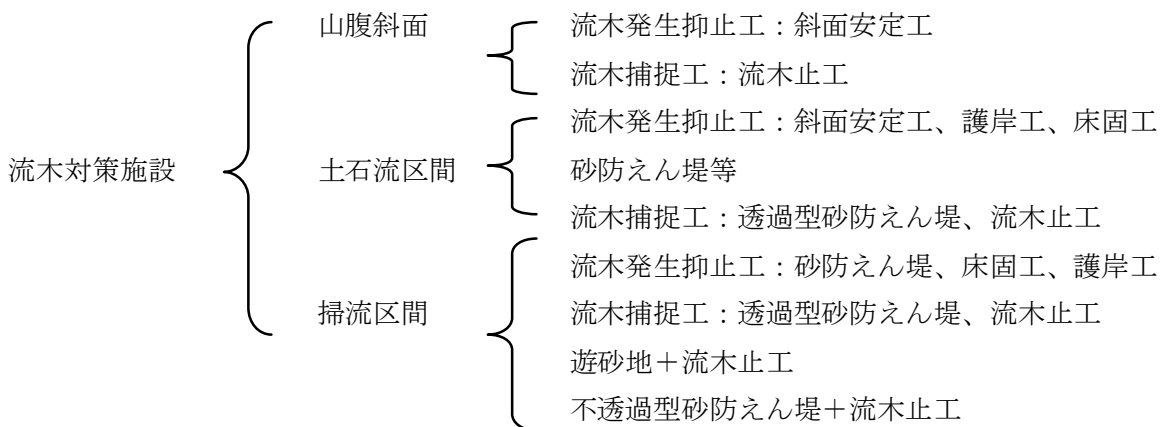 山腹斜面
流木発生抑止工：斜面安定工
流木捕捉工：流木止工
流木発生抑止工：斜面安定工、護岸工、床固工
流木対策施設
土石流区間
砂防えん堤等
流木捕捉工：透過型砂防えん堤、流木止工
流木発生抑止工：砂防えん堤、床固工、護岸工
掃流区間
流木捕捉工：透過型砂防えん堤、流木止工
遊砂地＋流木止工
不透過型砂防えん堤＋流木止工